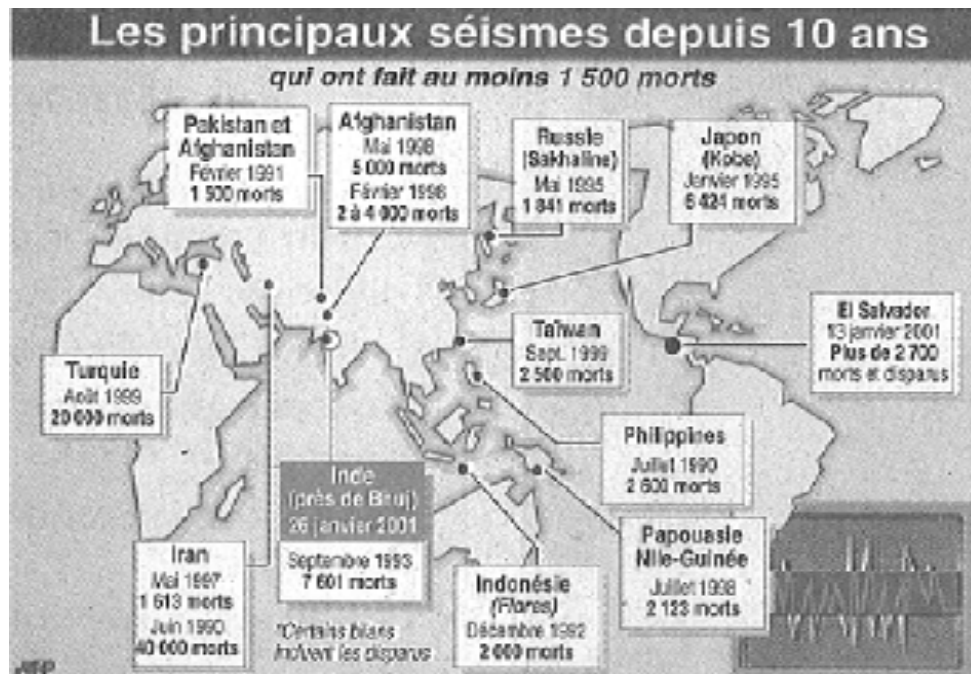 Les principaux séismes depuis 10 ans
qui ont fait au moins 1 500 morts
Pakistan et
Afghanistan
Février 1991
1 500 morts
Afghanistan
Mai 1998
5 000 morts
Février 1998
2 à 4 000 morts
Russie
(Sakhaline)
Mai 1995
1 841 morts
Japon
(Kobe)
Janvier 1995
6 424 morts
Turquie
Août 1999
20 000 morts
Taïwan
Sept. 1999
2 500 morts
El Salvador
13 janvier 2001
Plus de 2 700
morts et disparus
Philippines
Juillet 1990
2 600 morts
Inde
(près de Bhuj)
26 janvier 2001
Septembre 1993
7 601 morts
Papouasie
Nlle-Guinée
Juillet 1998
2 123 morts
Iran
Mai 1997
1 613 morts
Juin 1990
40 000 morts
*Certains bilans
incluent les disparus
Indonésie
(Flores)
Décembre 1992
2 000 morts
AFP